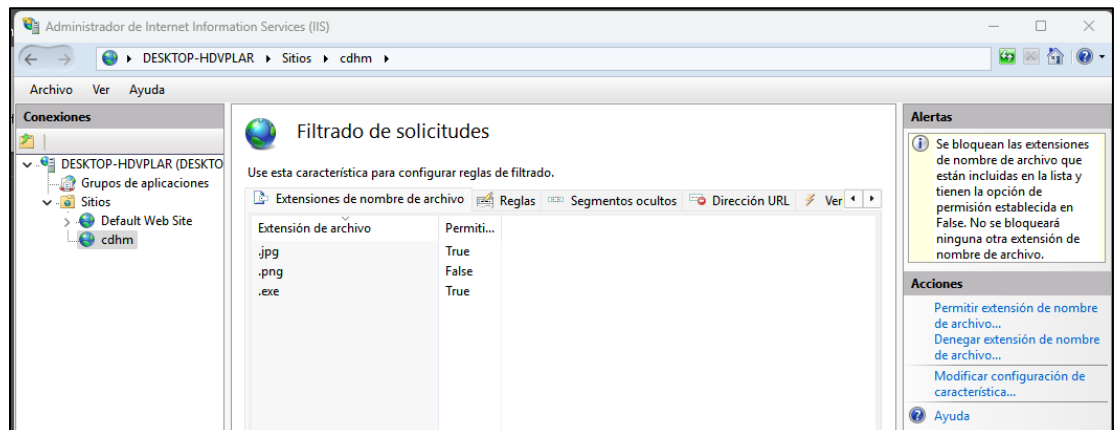 Administrador de Internet Information Services (IIS)
DESKTOP-HDVPLAR Sitios cdhm
Archivo Ver Ayuda
Conexiones
DESKTOP-HDVPLAR (DESKTO
Grupos de aplicaciones
Sitios
Default Web Site
cdhm
Filtrado de solicitudes
Use esta característica para configurar reglas de filtrado.
Extensiones de nombre de archivo Reglas Segmentos ocultos Dirección URL Ver
Extensión de archivo Permiti...
.jpg True
.png False
.exe True
Alertas
Se bloquean las extensiones
de nombre de archivo que
están incluidas en la lista y
tienen la opción de
permisión establecida en
False. No se bloqueará
ninguna otra extensión de
nombre de archivo.
Acciones
Permitir extensión de nombre
de archivo...
Denegar extensión de nombre
de archivo...
Modificar configuración de
característica...
Ayuda